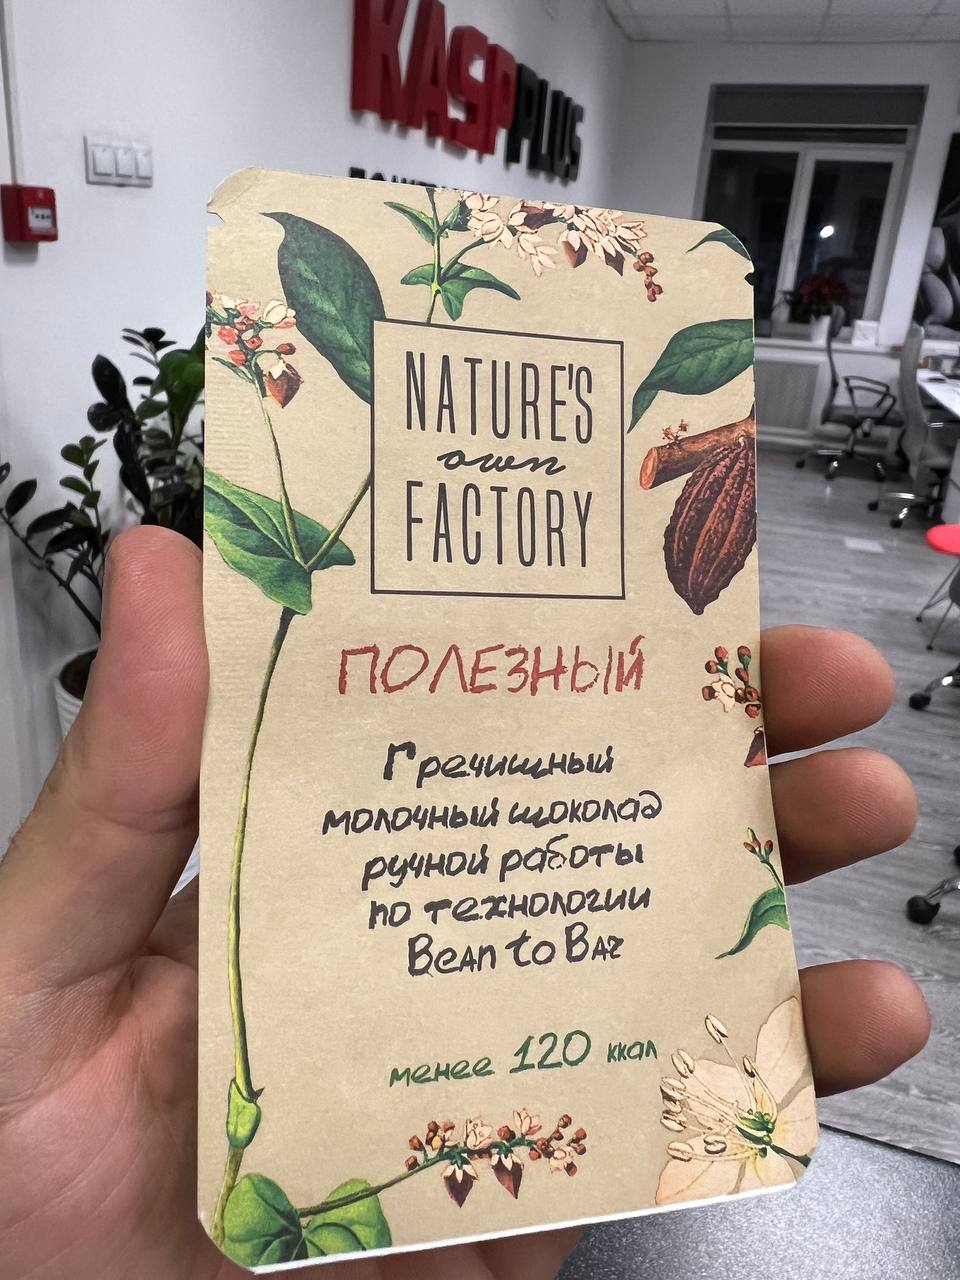 KASPPLUS
NATURE'S
own
FACTORY
ПОЛЕЗНЫЙ
Гречишный
молочный шоколад
ручной работы
по технологии
Bean to Bar
менее 120 ккал